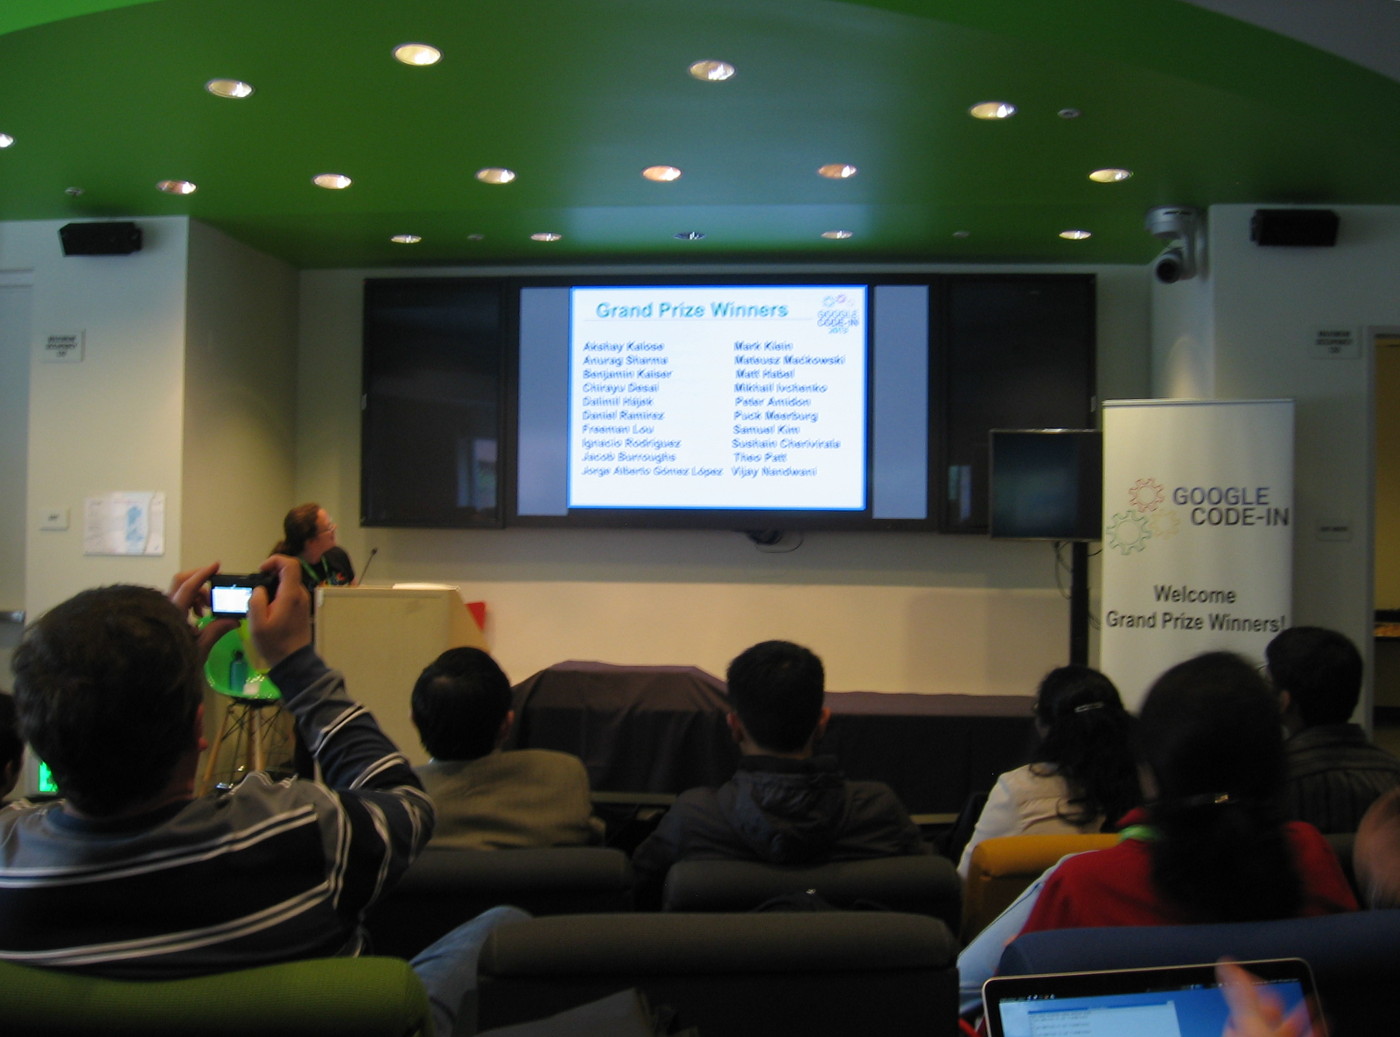 Grand Prize Winners
GOOGLE
CODE-IN
Akshay Kalose
Anurag Sharma
Benjamin Kaiser
Chirayu Desai
Dalimil Hájek
Daniel Ramirez
Freeman Lou
Ignacio Rodríguez
Jacob Burroughs
Jorge Alberto Gómez López
Mark Klein
Mateusz Maćkowski
Matt Habel
Mikhail Ivchenko
Peter Amidon
Puck Meerburg
Samuel Kim
Sushain Cherivirala
Theo Patt
Vijay Nandwani
GOOGLE
CODE-IN
Welcome
Grand Prize Winners!